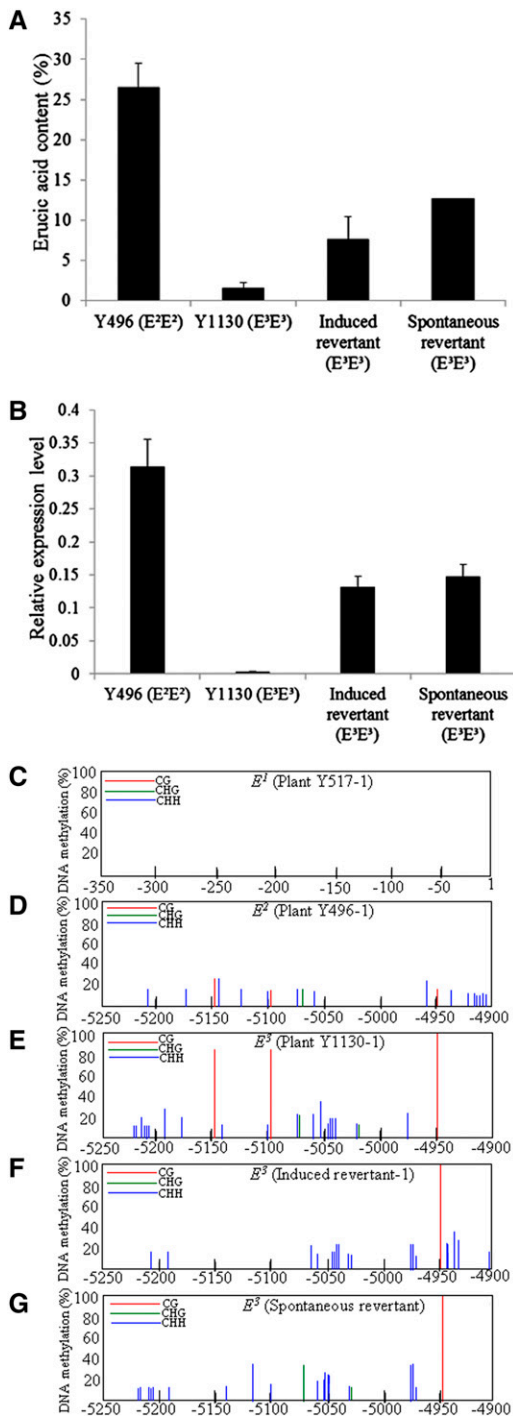 A
Erucic acid content (%)
35
30
25
20
15
10
5
0
Y496 (E²E²)
Y1130 (E³E³)
Induced
revertant
(E³E³)
Spontaneous
revertant
(E³E³)
B
Relative expression level
0.4
0.35
0.3
0.25
0.2
0.15
0.1
0.05
0
Y496 (E²E²)
Y1130 (E³E³)
Induced
revertant
(E³E³)
Spontaneous
revertant
(E³E³)
C
DNA methylation (%)
100
80
60
40
20
CG
CHG
CHH
E¹ (Plant Y517-1)
-350 -300 -250 -200 -150 -100 -50 1
D
DNA methylation (%)
100
80
60
40
20
CG
CHG
CHH
E² (Plant Y496-1)
-5250 -5200 -5150 -5100 -5050 -5000 -4950 -4900
E
DNA methylation (%)
100
80
60
40
20
CG
CHG
CHH
E³ (Plant Y1130-1)
-5250 -5200 -5150 -5100 -5050 -5000 -4950 -4900
F
DNA methylation (%)
100
80
60
40
20
CG
CHG
CHH
E³ (Induced revertant-1)
-5250 -5200 -5150 -5100 -5050 -5000 -4950 -4900
G
DNA methylation (%)
100
80
60
40
20
CG
CHG
CHH
E³ (Spontaneous revertant)
-5250 -5200 -5150 -5100 -5050 -5000 -4950 -4900